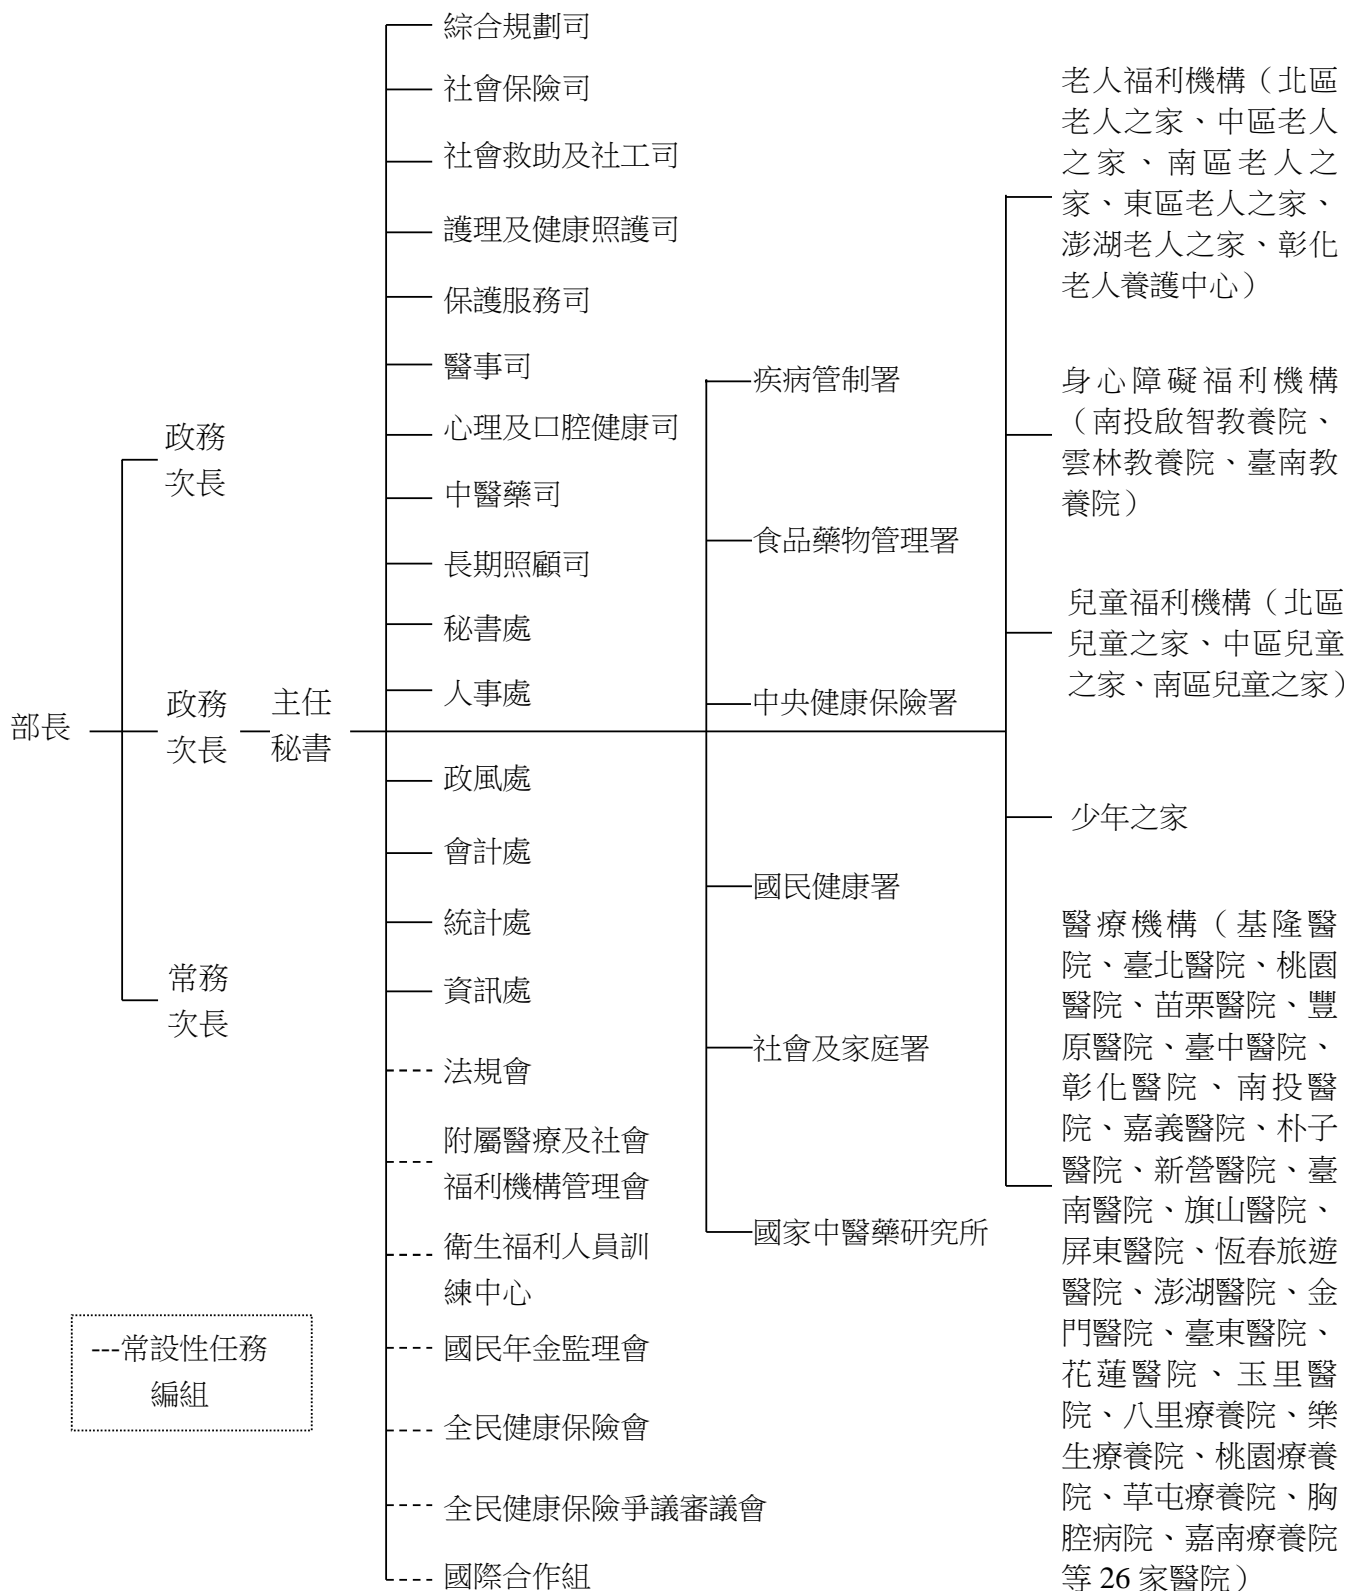 部長
政務
次長
政務
次長
常務
次長
主任
秘書
綜合規劃司
社會保險司
社會救助及社工司
護理及健康照護司
保護服務司
醫事司
心理及口腔健康司
中醫藥司
長期照顧司
秘書處
人事處
政風處
會計處
統計處
資訊處
法規會
附屬醫療及社會
福利機構管理會
衛生福利人員訓
練中心
國民年金監理會
全民健康保險會
全民健康保險爭議審議會
國際合作組
疾病管制署
食品藥物管理署
中央健康保險署
國民健康署
社會及家庭署
國家中醫藥研究所
老人福利機構（北區
老人之家、中區老人
之家、南區老人之
家、東區老人之家、
澎湖老人之家、彰化
老人養護中心）
身心障礙福利機構
（南投啟智教養院、
雲林教養院、臺南教
養院）
兒童福利機構（北區
兒童之家、中區兒童
之家、南區兒童之家）
少年之家
醫療機構（基隆醫
院、臺北醫院、桃園
醫院、苗栗醫院、豐
原醫院、臺中醫院、
彰化醫院、南投醫
院、嘉義醫院、朴子
醫院、新營醫院、臺
南醫院、旗山醫院、
屏東醫院、恆春旅遊
醫院、澎湖醫院、金
門醫院、臺東醫院、
花蓮醫院、玉里醫
院、八里療養院、樂
生療養院、桃園療養
院、草屯療養院、胸
腔病院、嘉南療養院
等 26 家醫院）
---常設性任務
編組